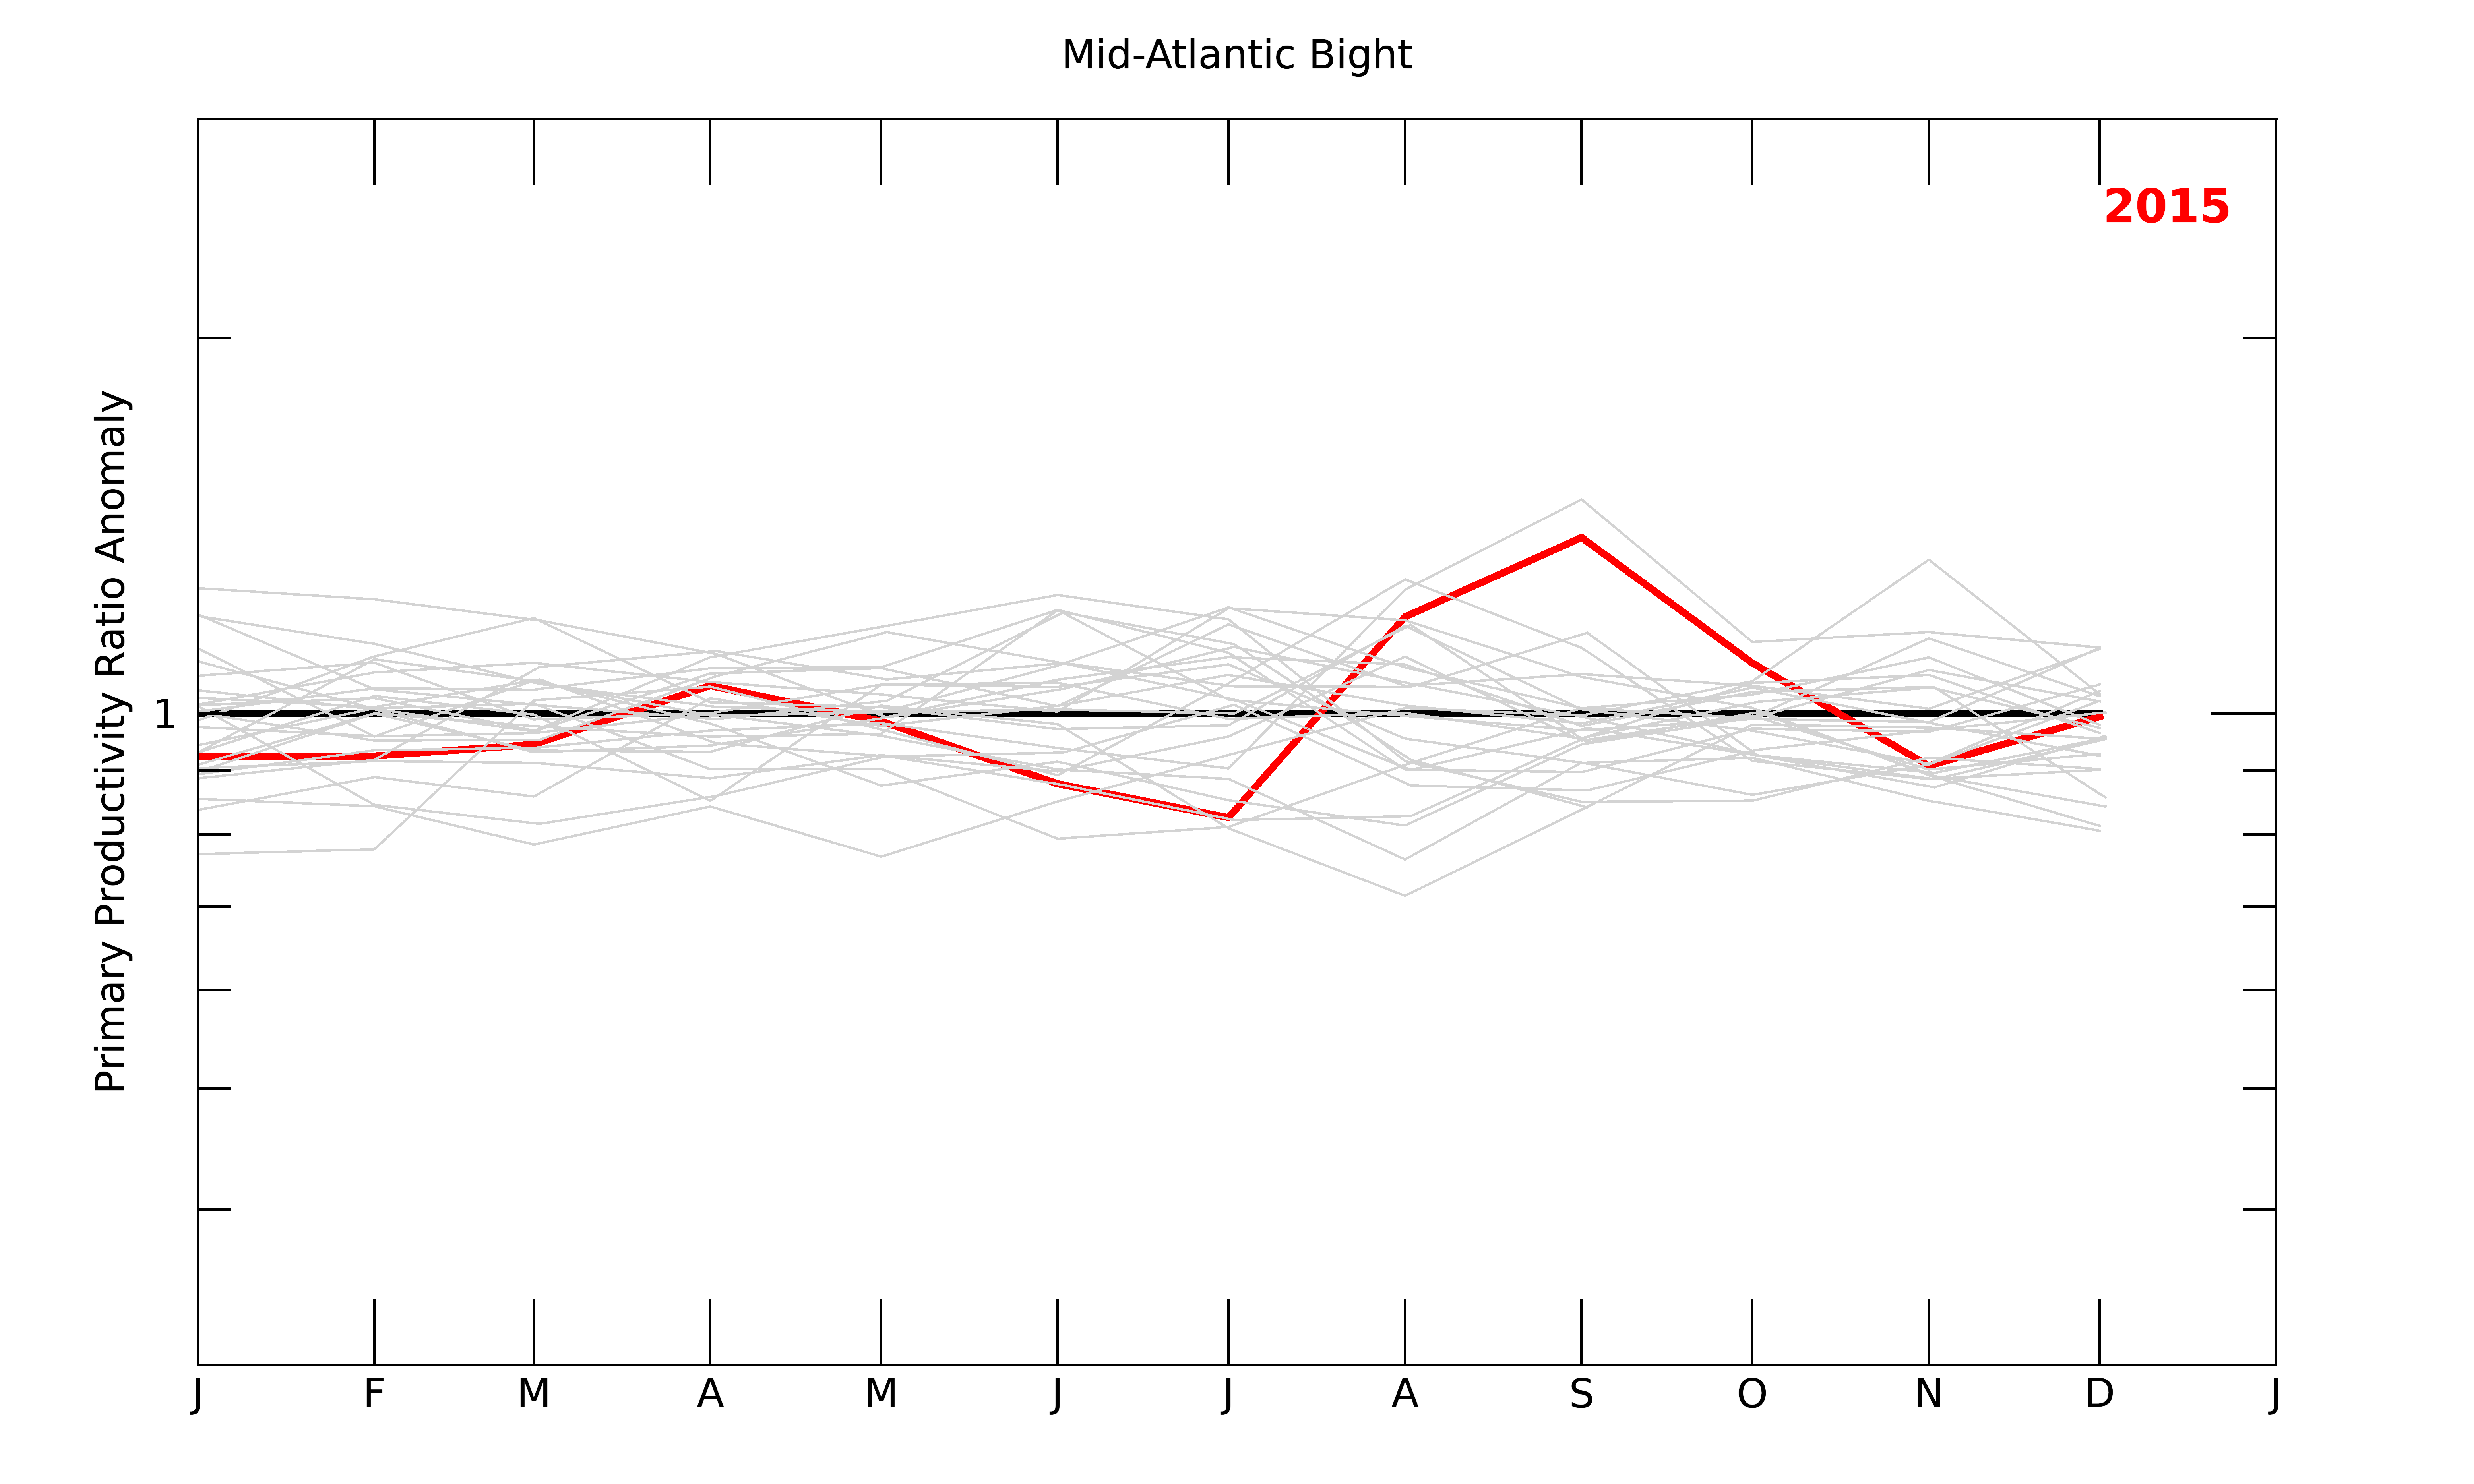 Mid-Atlantic Bight
2015
Primary Productivity Ratio Anomaly
1
J F M A M J J A S O N D J